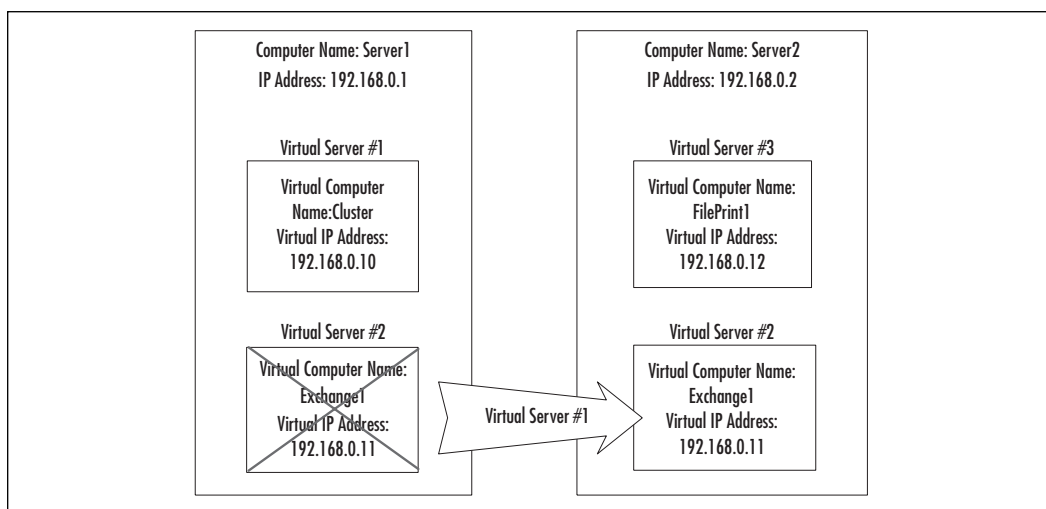 Computer Name: Server1
IP Address: 192.168.0.1
Virtual Server #1
Virtual Computer
Name:Cluster
Virtual IP Address:
192.168.0.10
Virtual Server #2
Virtual Computer Name:
Exchange1
Virtual IP Address:
192.168.0.11
Virtual Server #1
Computer Name: Server2
IP Address: 192.168.0.2
Virtual Server #3
Virtual Computer Name:
FilePrint1
Virtual IP Address:
192.168.0.12
Virtual Server #2
Virtual Computer Name:
Exchange1
Virtual IP Address:
192.168.0.11